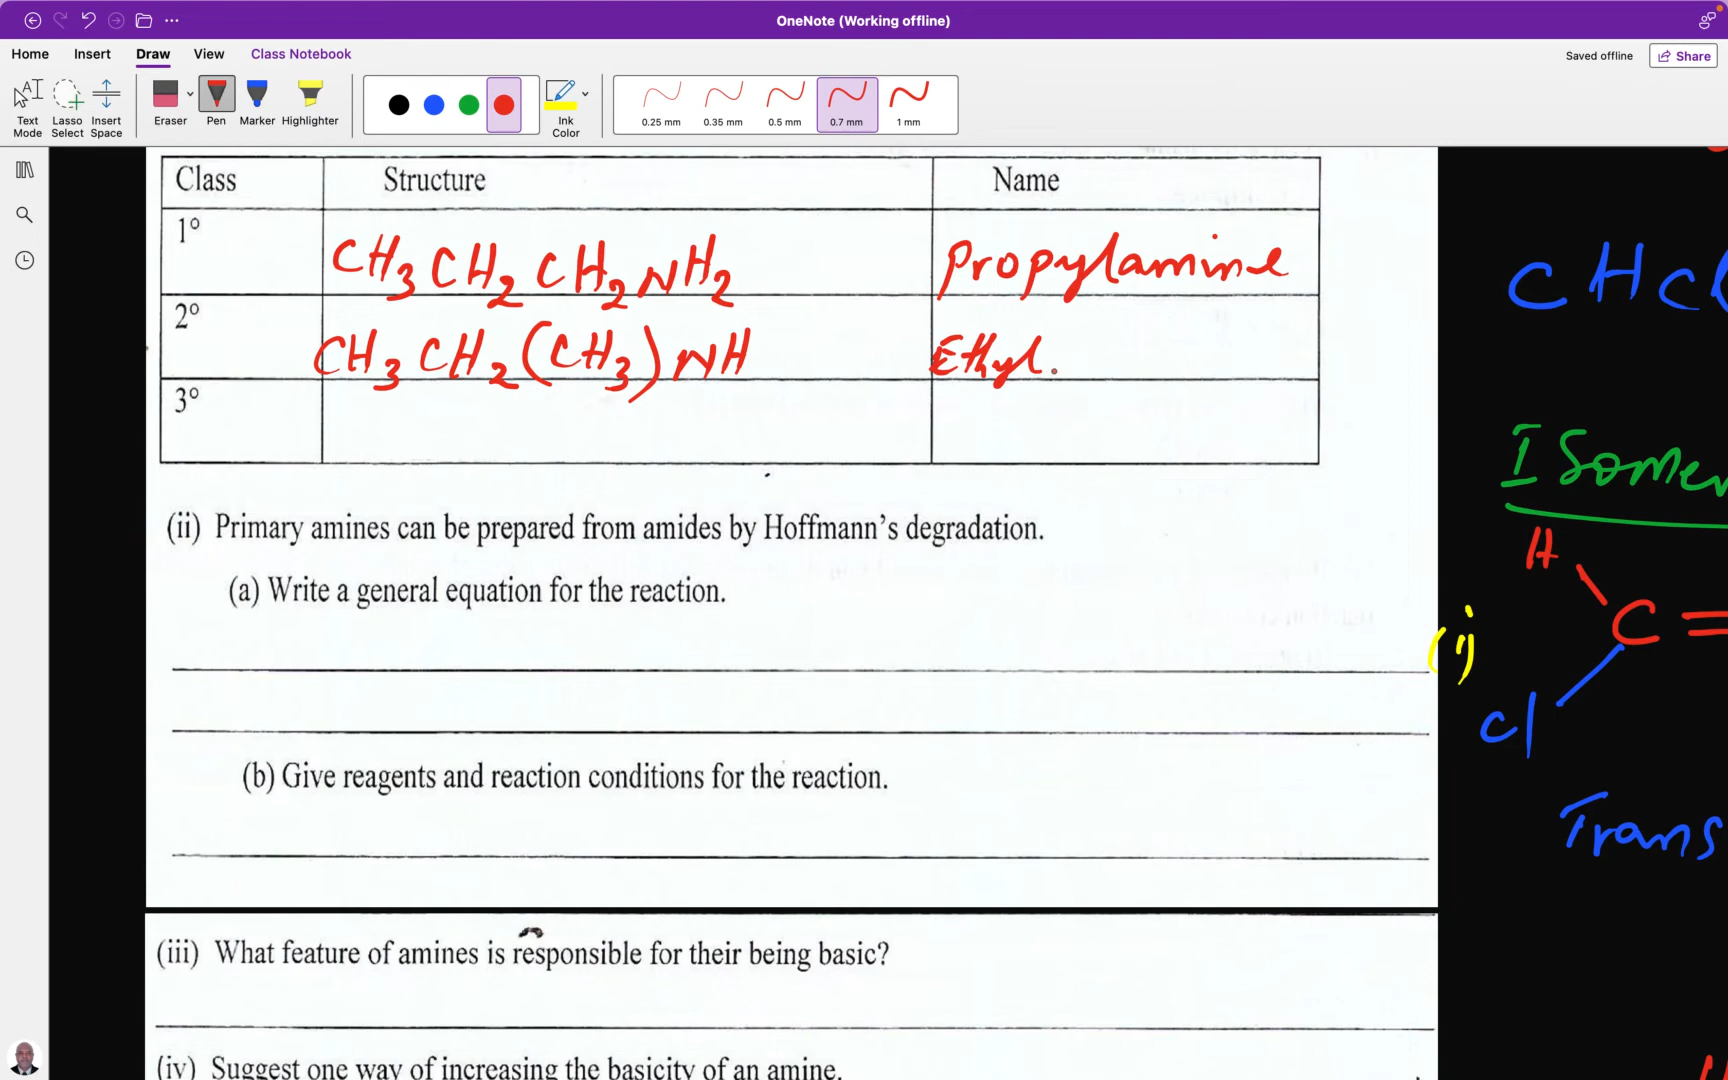 OneNote (Working offline)
Home Insert Draw View Class Notebook
Saved offline Share
Text Mode Lasso Select Insert Space Eraser Pen Marker Highlighter Ink Color 0.25 mm 0.35 mm 0.5 mm 0.7 mm 1 mm
Class Structure Name
1° CH3CH2CH2NH2 Propylamine
2° CH3CH2(CH3)NH Ethyl.
3°
(ii) Primary amines can be prepared from amides by Hoffmann's degradation.
(a) Write a general equation for the reaction.
(b) Give reagents and reaction conditions for the reaction.
(iii) What feature of amines is responsible for their being basic?
(iv) Suggest one way of increasing the basicity of an amine.
CHCl
Isomer
H
(i) C =
Cl
Trans